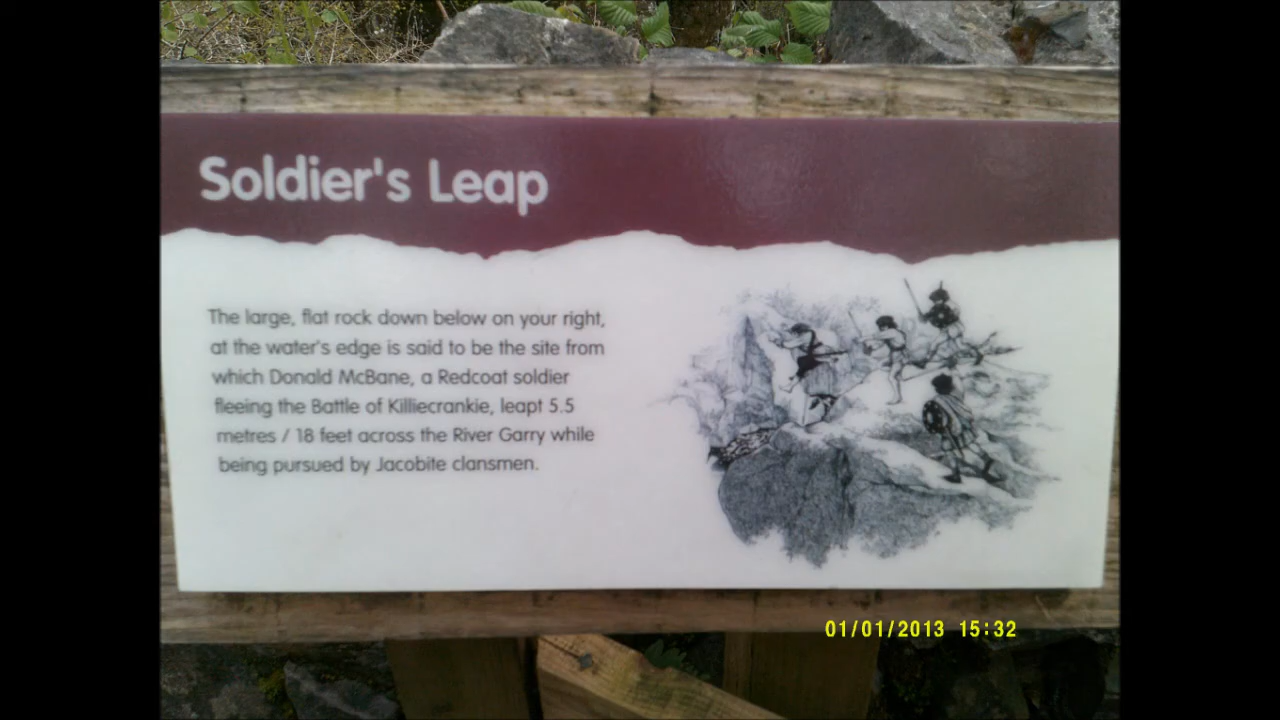 Soldier's Leap
The large, flat rock down below on your right,
at the water's edge is said to be the site from
which Donald McBane, a Redcoat soldier
fleeing the Battle of Killiecrankie, leapt 5.5
metres / 18 feet across the River Garry while
being pursued by Jacobite clansmen.
01/01/2013 15:32